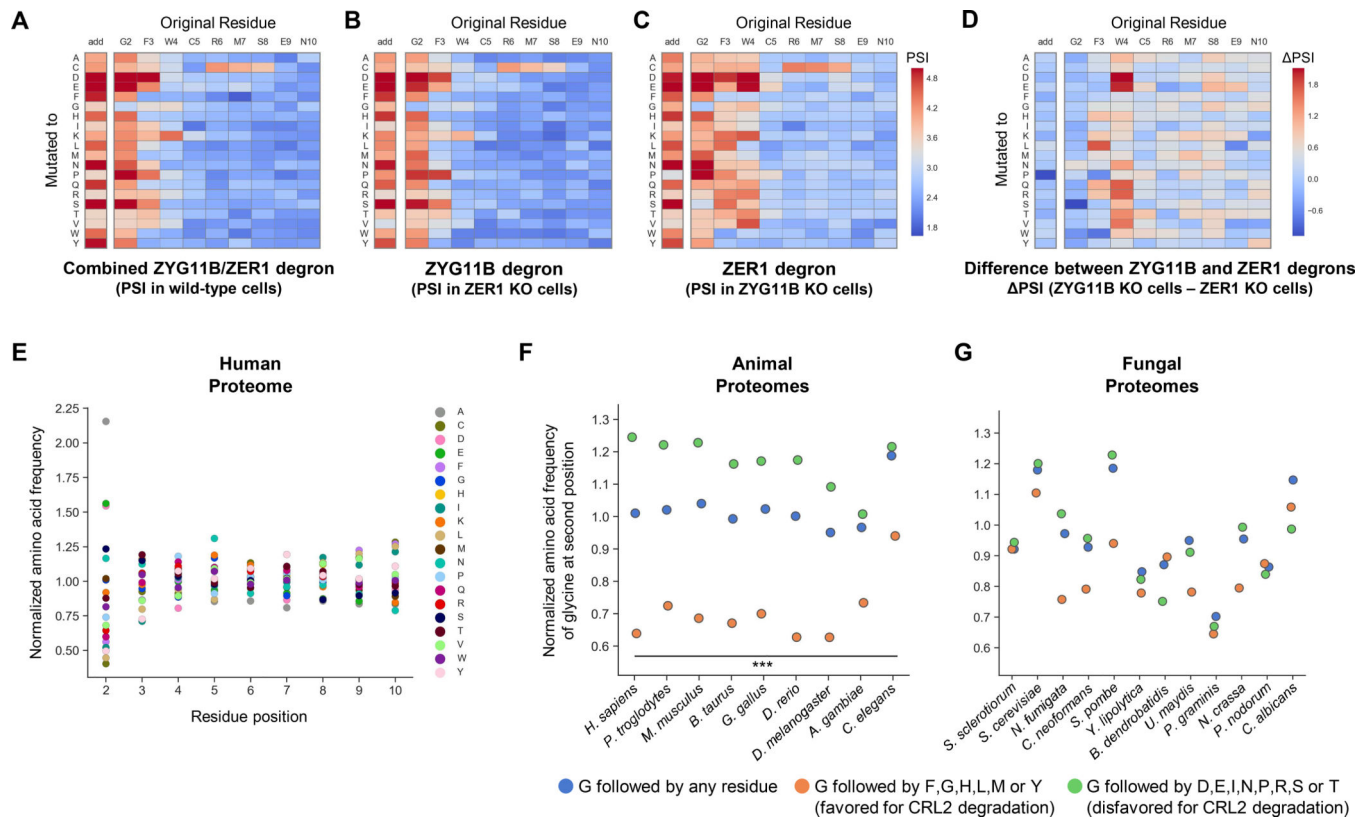 A
Original Residue
add G2 F3 W4 C5 R6 M7 S8 E9 N10
Mutated to
A
C
D
E
F
G
H
I
K
L
M
N
P
Q
R
S
T
V
W
Y
Combined ZYG11B/ZER1 degron
(PSI in wild-type cells)
B
Original Residue
add G2 F3 W4 C5 R6 M7 S8 E9 N10
A
C
D
E
F
G
H
I
K
L
M
N
P
Q
R
S
T
V
W
Y
ZYG11B degron
(PSI in ZER1 KO cells)
C
Original Residue
add G2 F3 W4 C5 R6 M7 S8 E9 N10
A
C
D
E
F
G
H
I
K
L
M
N
P
Q
R
S
T
V
W
Y
PSI
4.8
4.2
3.6
3.0
2.4
1.8
ZER1 degron
(PSI in ZYG11B KO cells)
D
Original Residue
add G2 F3 W4 C5 R6 M7 S8 E9 N10
Mutated to
A
C
D
E
F
G
H
I
K
L
M
N
P
Q
R
S
T
V
W
Y
ΔPSI
1.8
1.2
0.6
0.0
−0.6
Difference between ZYG11B and ZER1 degrons
ΔPSI (ZYG11B KO cells – ZER1 KO cells)
E
Human
Proteome
Normalized amino acid frequency
2.25
2.00
1.75
1.50
1.25
1.00
0.75
0.50
2 3 4 5 6 7 8 9 10
Residue position
A
C
D
E
F
G
H
I
K
L
M
N
P
Q
R
S
T
V
W
Y
F
Animal
Proteomes
Normalized amino acid frequency
of glycine at second position
1.3
1.2
1.1
1.0
0.9
0.8
0.7
0.6
***
H. sapiens
P. troglodytes
M. musculus
B. taurus
G. gallus
D. rerio
D. melanogaster
A. gambiae
C. elegans
G
Fungal
Proteomes
1.3
1.2
1.1
1.0
0.9
0.8
0.7
0.6
S. sclerotiorum
S. cerevisiae
N. fumigata
C. neoformans
S. pombe
Y. lipolytica
B. dendrobatidis
U. maydis
P. graminis
N. crassa
P. nodorum
C. albicans
G followed by any residue
G followed by F,G,H,L,M or Y
(favored for CRL2 degradation)
G followed by D,E,I,N,P,R,S or T
(disfavored for CRL2 degradation)